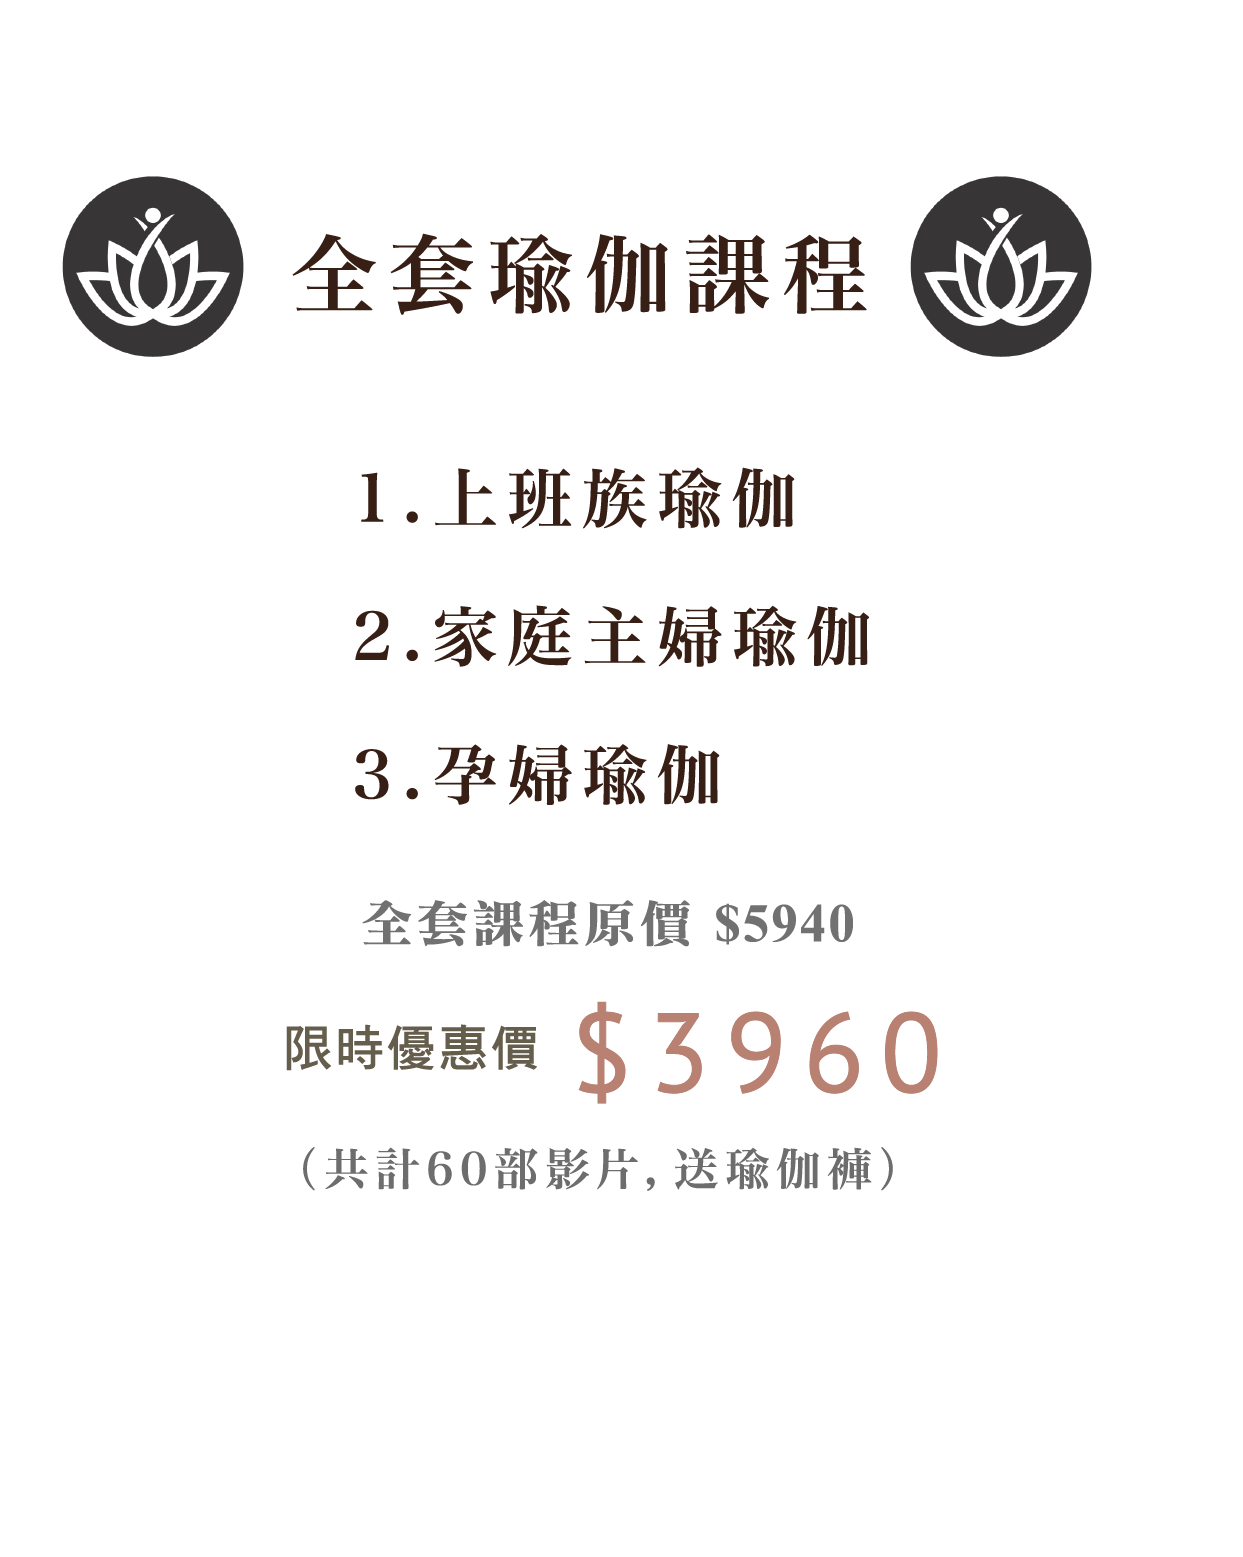 全套瑜伽課程
1.上班族瑜伽
2.家庭主婦瑜伽
3.孕婦瑜伽
全套課程原價 $5940
限時優惠價 $3960
（共計60部影片，送瑜伽褲）